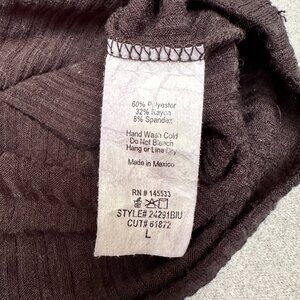 60% Polyester
32% Rayon
8% Spandex
Hand Wash Cold
Do Not Bleach
Hang or Line Dry
Made in Mexico
RN # 145533
STYLE# 24291BIU
CUT# 61872
L